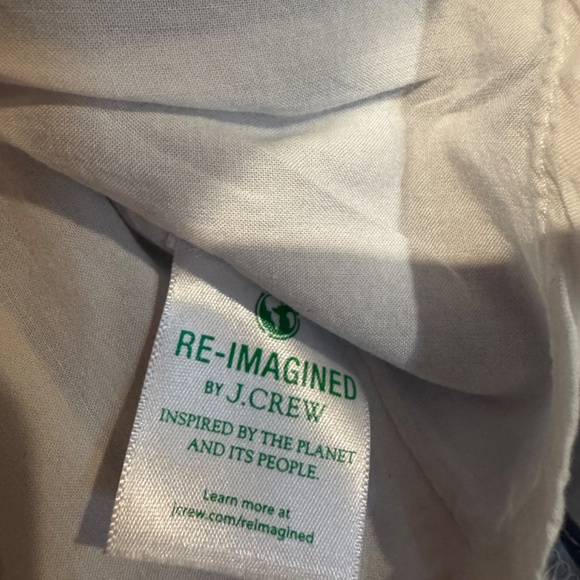 RE-IMAGINED
BY J.CREW
INSPIRED BY THE PLANET
AND ITS PEOPLE.
Learn more at
jcrew.com/reimagined